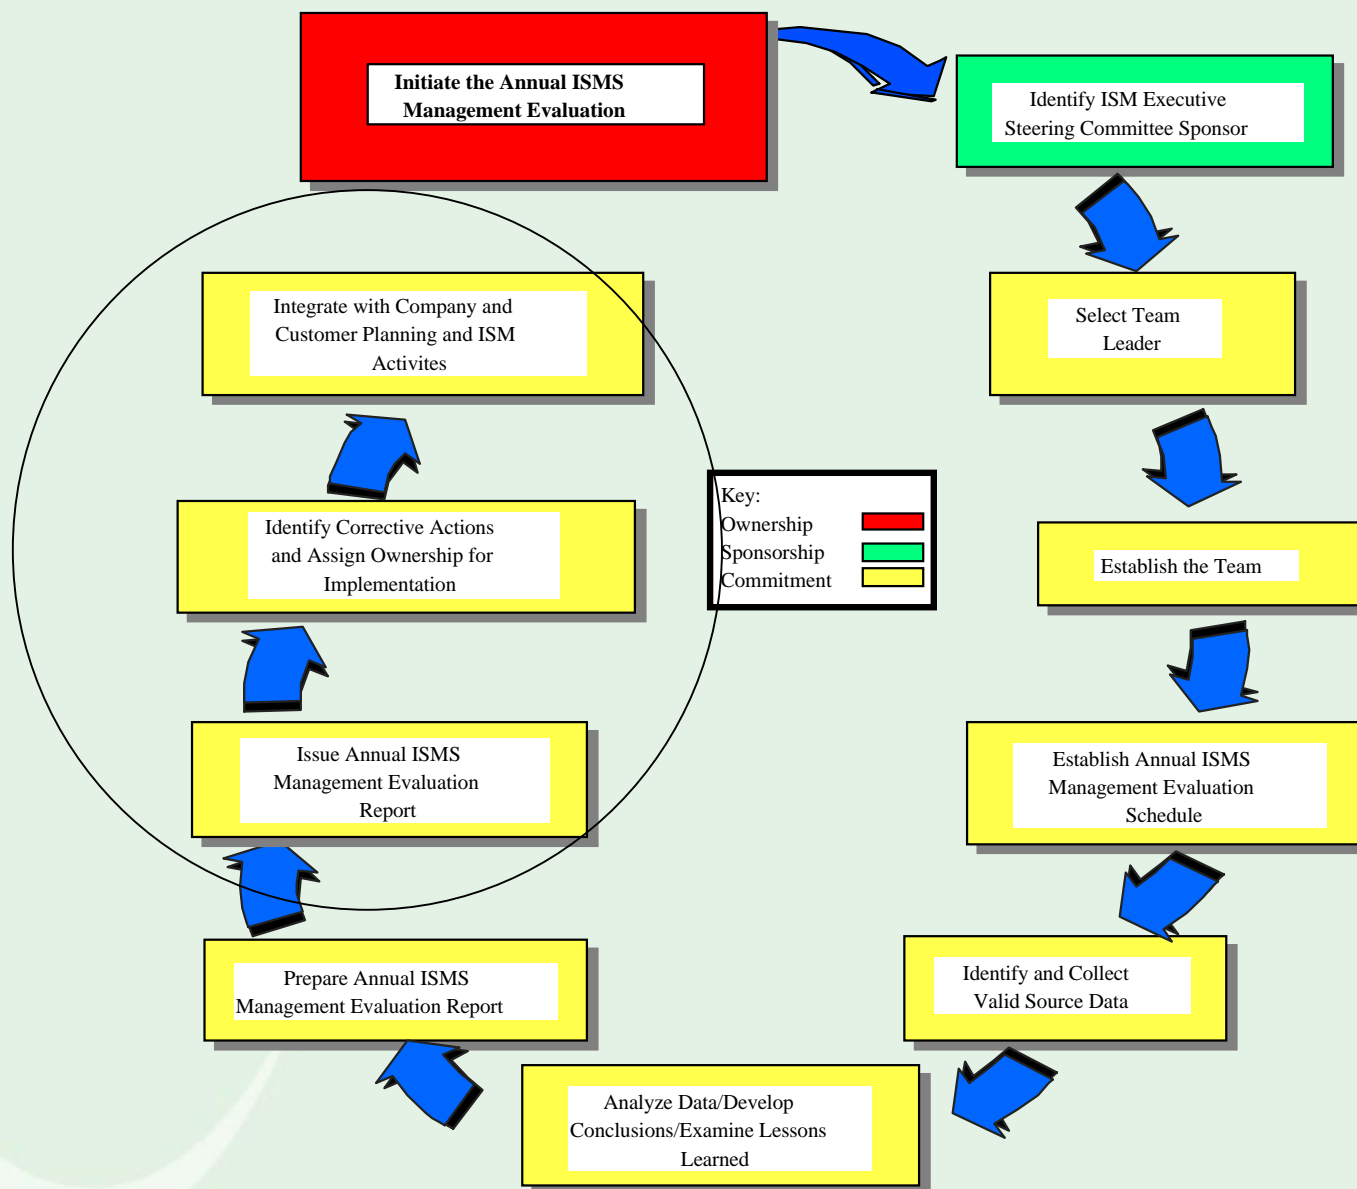 Initiate the Annual ISMS
Management Evaluation
Identify ISM Executive
Steering Committee Sponsor
Select Team
Leader
Establish the Team
Establish Annual ISMS
Management Evaluation
Schedule
Identify and Collect
Valid Source Data
Analyze Data/Develop
Conclusions/Examine Lessons
Learned
Prepare Annual ISMS
Management Evaluation Report
Issue Annual ISMS
Management Evaluation
Report
Identify Corrective Actions
and Assign Ownership for
Implementation
Integrate with Company and
Customer Planning and ISM
Activites
Key:
Ownership
Sponsorship
Commitment